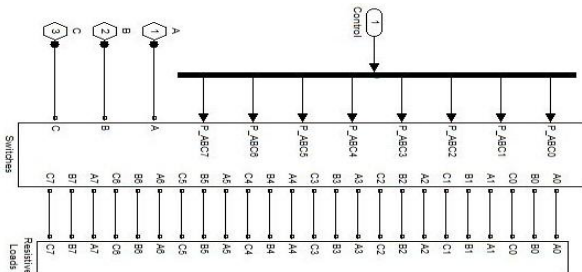 1
Control
1
A
2
B
3
C
P_ABC0
P_ABC1
P_ABC2
P_ABC3
P_ABC4
P_ABC5
P_ABC6
P_ABC7
A
B
C
Switches
A0
B0
C0
A1
B1
C1
A2
B2
C2
A3
B3
C3
A4
B4
C4
A5
B5
C5
A6
B6
C6
A7
B7
C7
A0
B0
C0
A1
B1
C1
A2
B2
C2
A3
B3
C3
A4
B4
C4
A5
B5
C5
A6
B6
C6
A7
B7
C7
Resistive
Loads